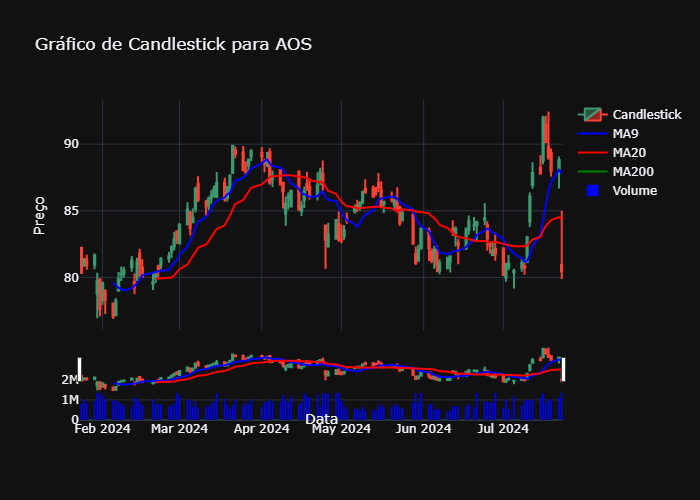 Gráfico de Candlestick para AOS
Candlestick
MA9
MA20
MA200
Volume
Preço
90
85
80
2M
1M
0
Data
Feb 2024
Mar 2024
Apr 2024
May 2024
Jun 2024
Jul 2024